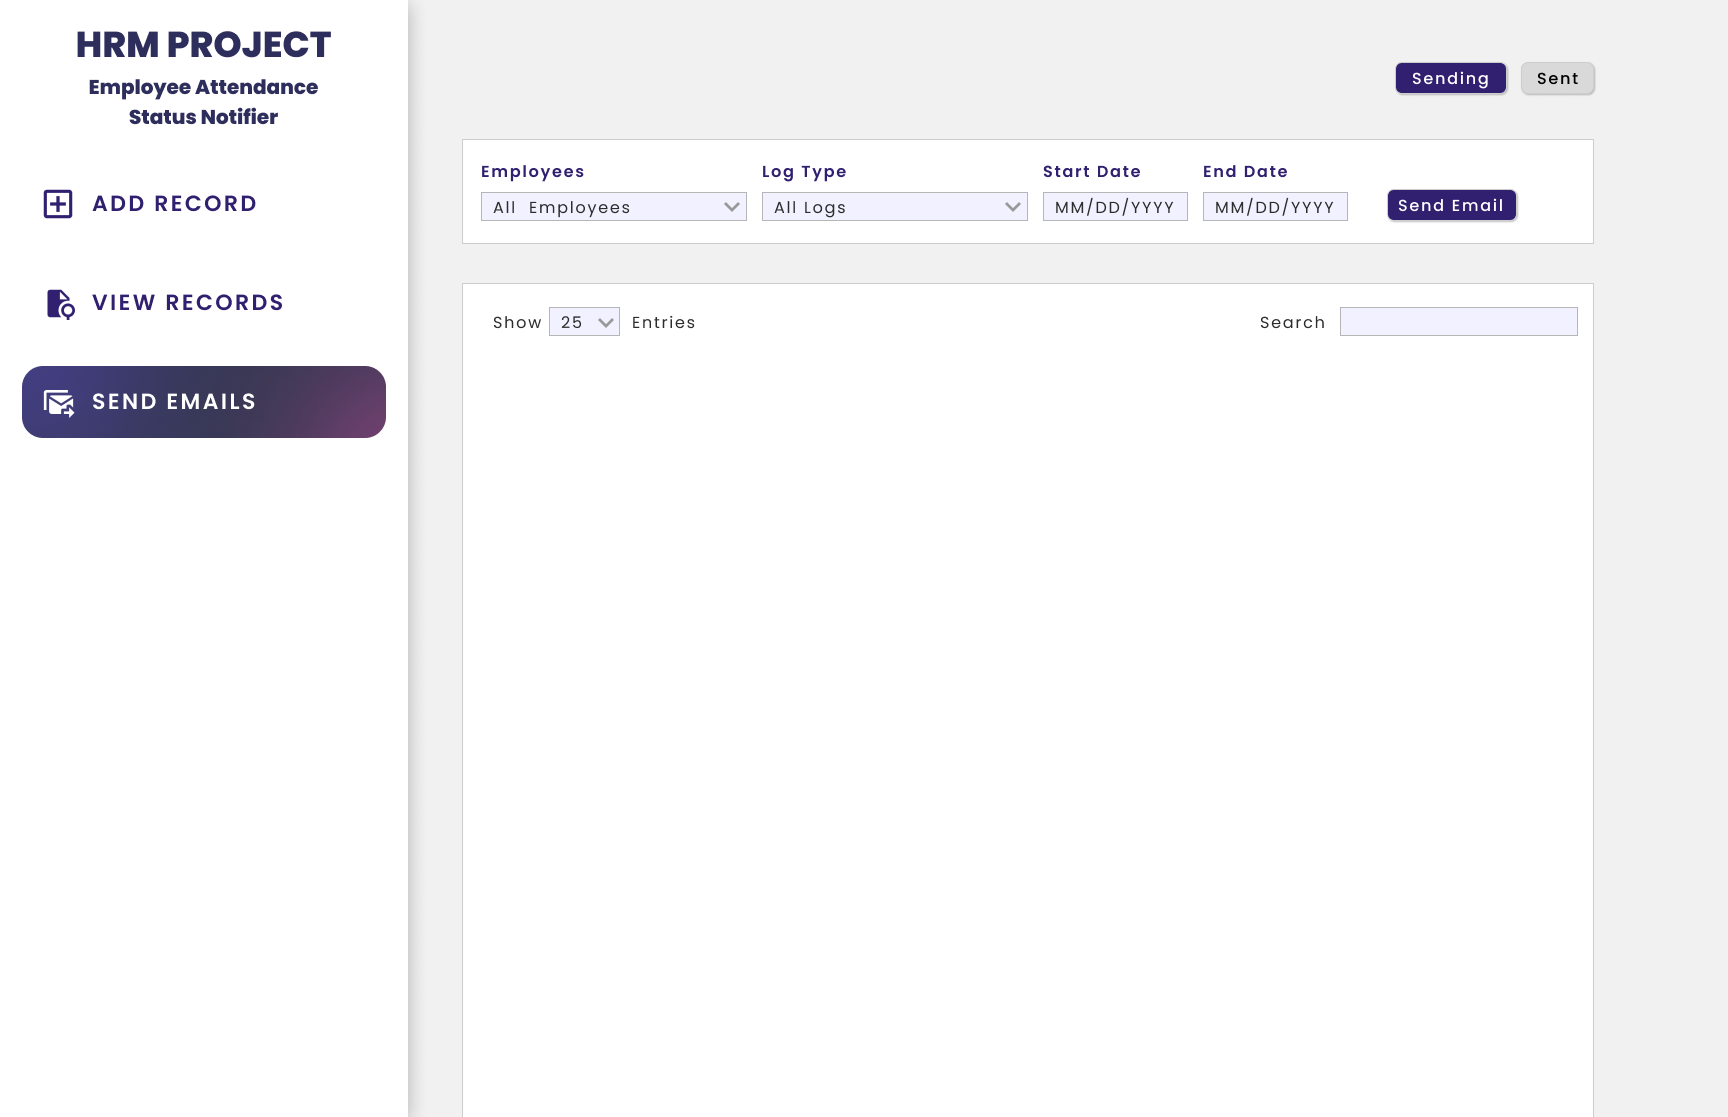 HRM PROJECT
Employee Attendance
Status Notifier
ADD RECORD
VIEW RECORDS
SEND EMAILS
Sending Sent
Employees Log Type Start Date End Date
All Employees All Logs MM/DD/YYYY MM/DD/YYYY Send Email
Show 25 Entries Search